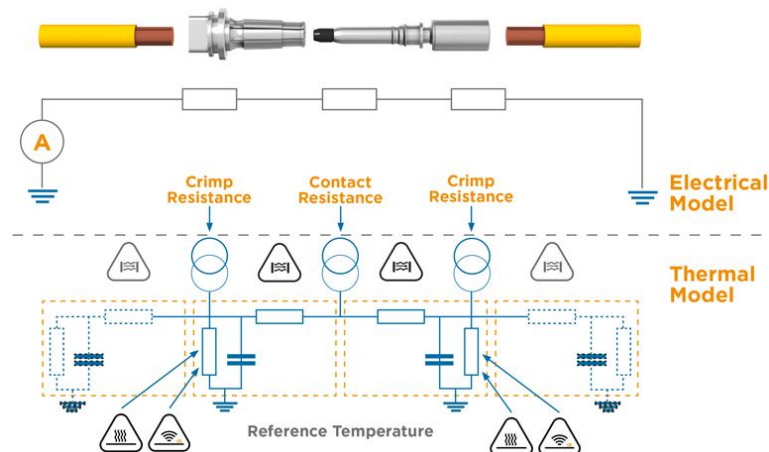 A
Crimp
Resistance
Contact
Resistance
Crimp
Resistance
Electrical
Model
Thermal
Model
Reference Temperature